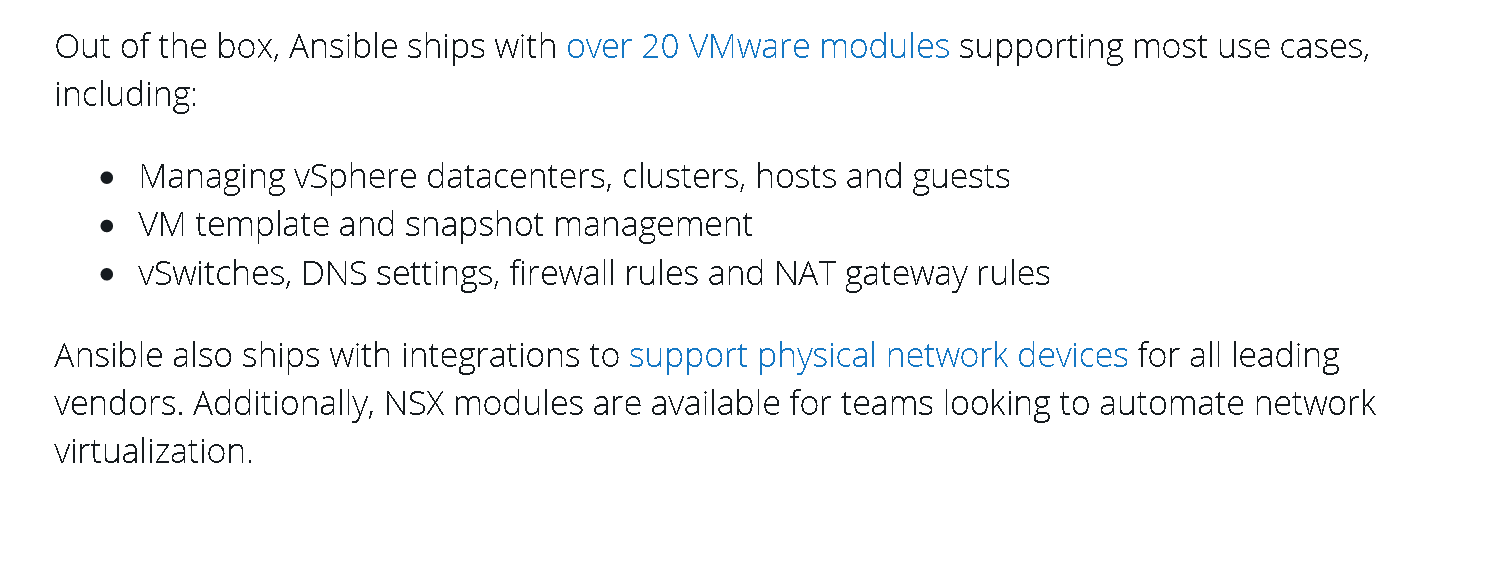 Out of the box, Ansible ships with over 20 VMware modules supporting most use cases,
including:
• Managing vSphere datacenters, clusters, hosts and guests
• VM template and snapshot management
• vSwitches, DNS settings, firewall rules and NAT gateway rules
Ansible also ships with integrations to support physical network devices for all leading
vendors. Additionally, NSX modules are available for teams looking to automate network
virtualization.